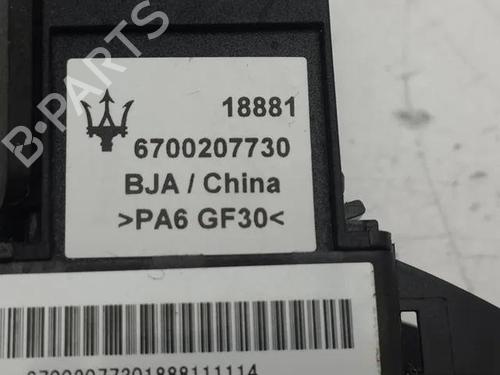 B-PARTS
18881
6700207730
BJA / China
>PA6 GF30<